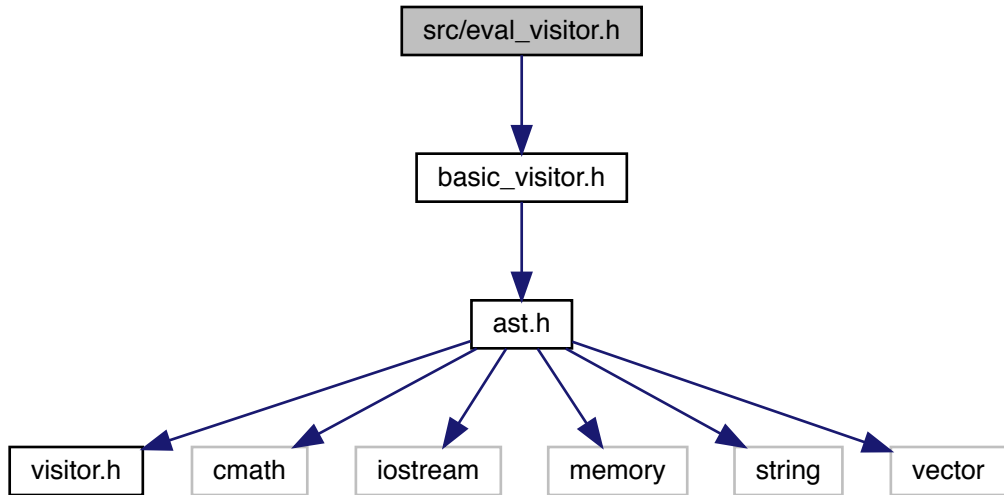 src/eval_visitor.h
basic_visitor.h
ast.h
visitor.h
cmath
iostream
memory
string
vector